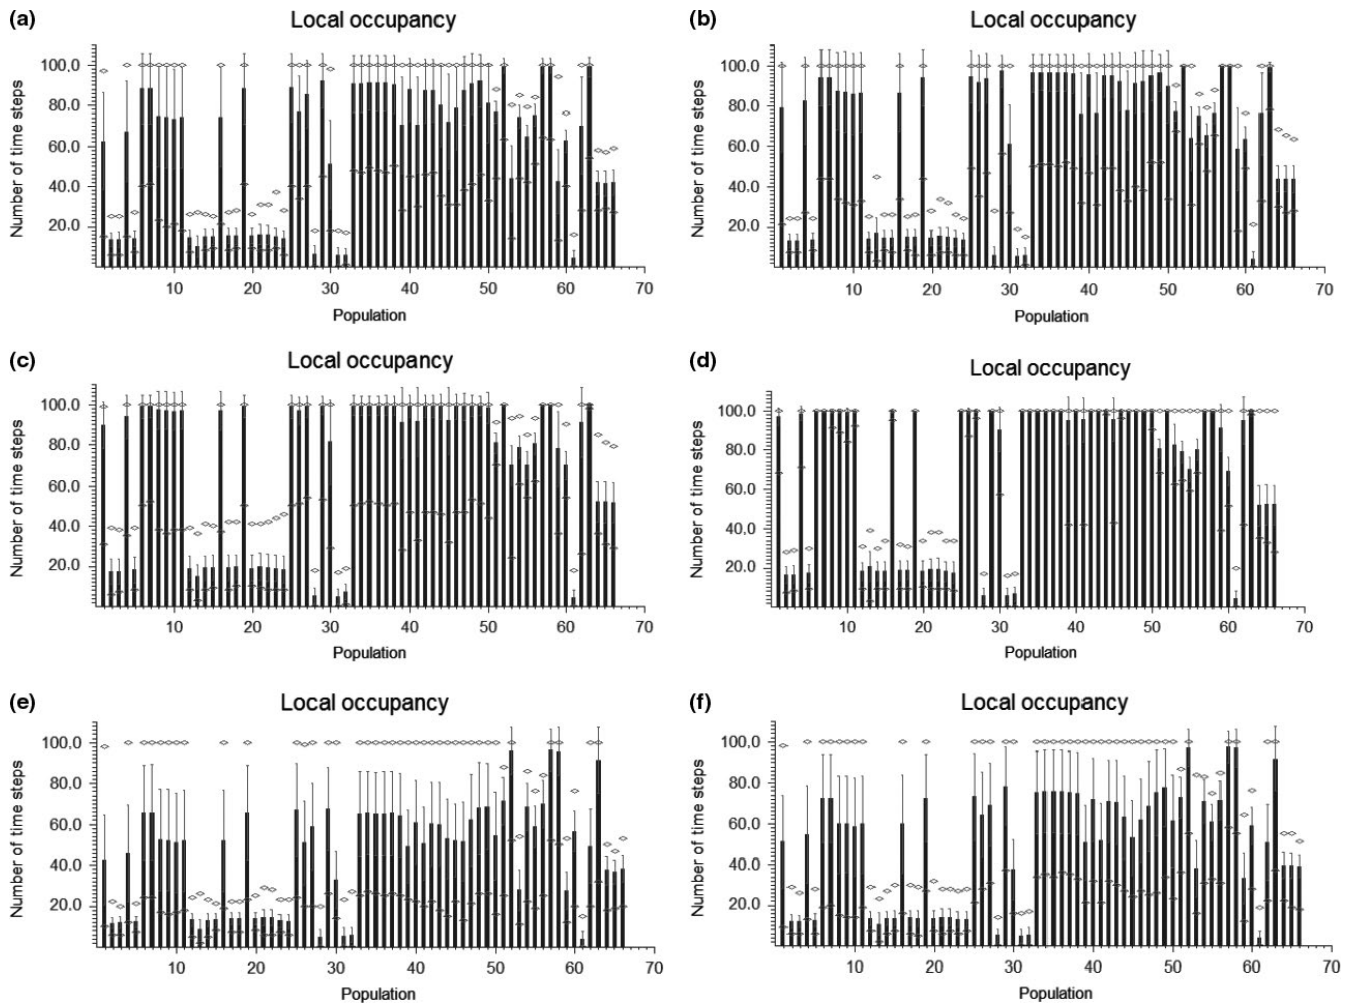 (a) Local occupancy
Number of time steps
100.0
80.0
60.0
40.0
20.0
10 20 30 40 50 60 70
Population
(b) Local occupancy
Number of time steps
100.0
80.0
60.0
40.0
20.0
10 20 30 40 50 60 70
Population
(c) Local occupancy
Number of time steps
100.0
80.0
60.0
40.0
20.0
10 20 30 40 50 60 70
Population
(d) Local occupancy
Number of time steps
100.0
80.0
60.0
40.0
20.0
10 20 30 40 50 60 70
Population
(e) Local occupancy
Number of time steps
100.0
80.0
60.0
40.0
20.0
10 20 30 40 50 60 70
Population
(f) Local occupancy
Number of time steps
100.0
80.0
60.0
40.0
20.0
10 20 30 40 50 60 70
Population